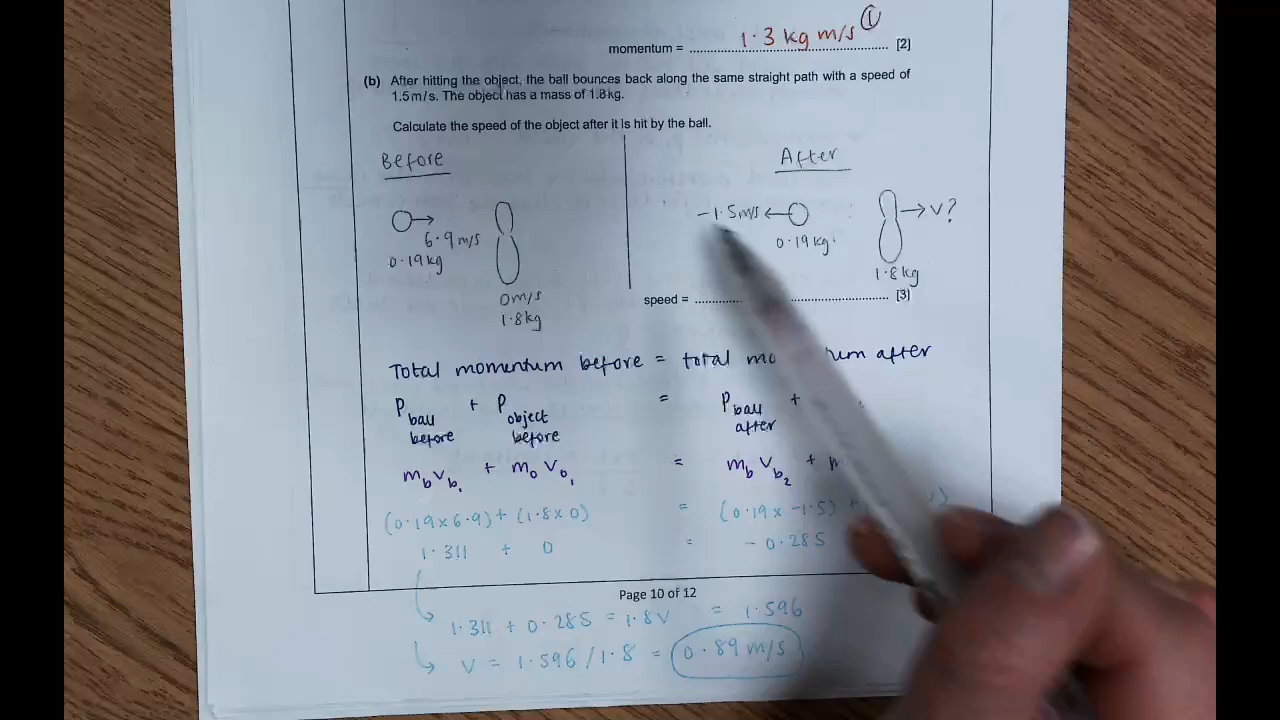 momentum = 1.3 kg m/s ① [2]
(b) After hitting the object, the ball bounces back along the same straight path with a speed of
1.5 m/s. The object has a mass of 1.8 kg.
Calculate the speed of the object after it is hit by the ball.
Before
After
6.9 m/s
0.19 kg
0 m/s
1.8 kg
-1.5 m/s
0.19 kg
v?
1.8 kg
speed = [3]
Total momentum before = total mo um after
P ball before + P object before = P ball after +
m_b v_b₁ + m_o v_o₁ = m_b v_b₂ +
(0.19 x 6.9) + (1.8 x 0) = (0.19 x -1.5) +
1.311 + 0 = - 0.285
Page 10 of 12
1.311 + 0.285 = 1.8v = 1.596
v = 1.596 / 1.8 = 0.89 m/s